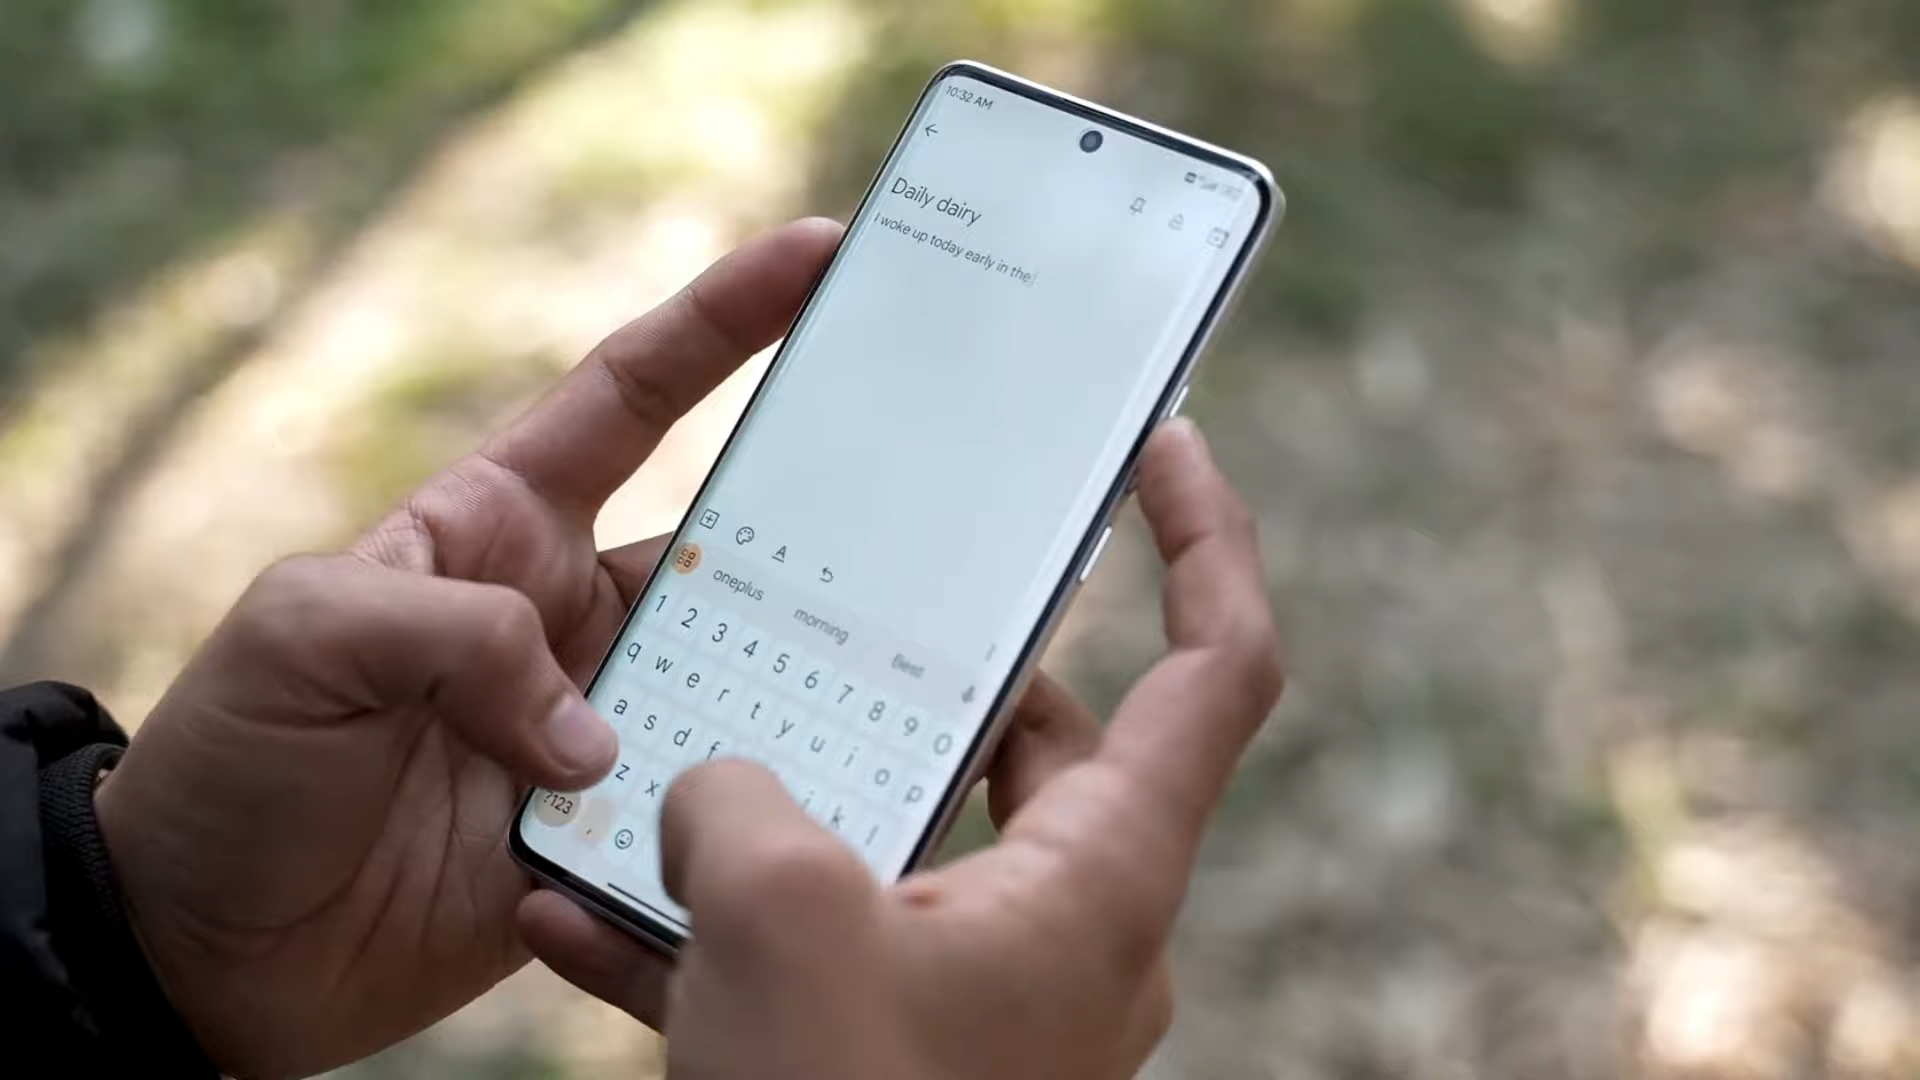 10:32 AM
Daily dairy
I woke up today early in the
oneplus morning Best
1 2 3 4 5 6 7 8 9 0
q w e r t y u i o p
a s d f j k l
z x
?123 ,